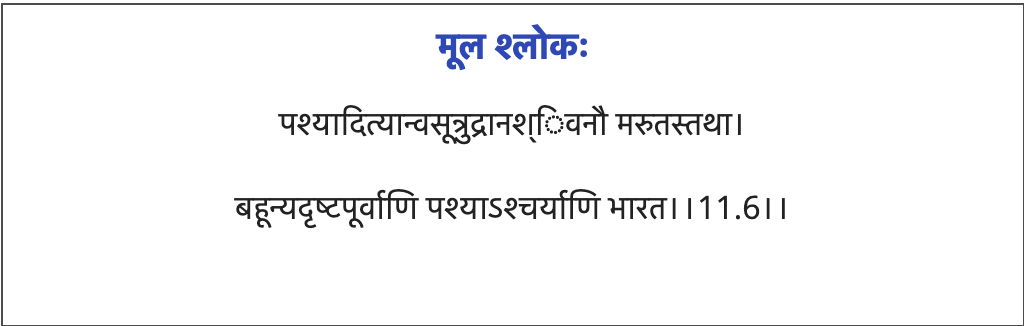 मूल श्लोकः
पश्यादित्यान्वसून्रुद्रानश्िवनौ मरुतस्तथा।
बहून्यदृष्टपूर्वाणि पश्याऽश्चर्याणि भारत।।11.6।।